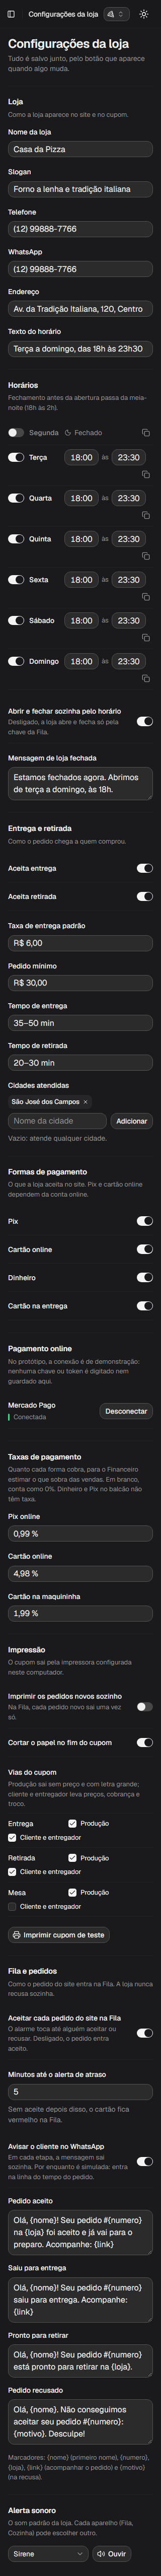 Configurações da loja
Configurações da loja
Tudo é salvo junto, pelo botão que aparece
quando algo muda.
Loja
Como a loja aparece no site e no cupom.
Nome da loja
Casa da Pizza
Slogan
Forno a lenha e tradição italiana
Telefone
(12) 99888-7766
WhatsApp
(12) 99888-7766
Endereço
Av. da Tradição Italiana, 120, Centro
Texto do horário
Terça a domingo, das 18h às 23h30
Horários
Fechamento antes da abertura passa da meia-
noite (18h às 2h).
Segunda Fechado
Terça 18:00 às 23:30
Quarta 18:00 às 23:30
Quinta 18:00 às 23:30
Sexta 18:00 às 23:30
Sábado 18:00 às 23:30
Domingo 18:00 às 23:30
Abrir e fechar sozinha pelo horário
Desligado, a loja abre e fecha só pela
chave da Fila.
Mensagem de loja fechada
Estamos fechados agora. Abrimos
de terça a domingo, às 18h.
Entrega e retirada
Como o pedido chega a quem comprou.
Aceita entrega
Aceita retirada
Taxa de entrega padrão
R$ 6,00
Pedido mínimo
R$ 30,00
Tempo de entrega
35–50 min
Tempo de retirada
20–30 min
Cidades atendidas
São José dos Campos ×
Nome da cidade Adicionar
Vazio: atende qualquer cidade.
Formas de pagamento
O que a loja aceita no site. Pix e cartão online
dependem da conta online.
Pix
Cartão online
Dinheiro
Cartão na entrega
Pagamento online
No protótipo, a conexão é de demonstração:
nenhuma chave ou token é digitado nem
guardado aqui.
Mercado Pago
Conectada
Desconectar
Taxas de pagamento
Quanto cada forma cobra, para o Financeiro
estimar o que sobra das vendas. Em branco,
conta como 0%. Dinheiro e Pix no balcão não
têm taxa.
Pix online
0,99 %
Cartão online
4,98 %
Cartão na maquininha
1,99 %
Impressão
O cupom sai pela impressora configurada
neste computador.
Imprimir os pedidos novos sozinho
Na Fila, cada pedido novo sai uma vez
só.
Cortar o papel no fim do cupom
Vias do cupom
Produção sai sem preço e com letra grande;
cliente e entregador leva preços, cobrança e
troco.
Entrega Produção
Cliente e entregador
Retirada Produção
Cliente e entregador
Mesa Produção
Cliente e entregador
Imprimir cupom de teste
Fila e pedidos
Como o pedido do site entra na Fila. A loja nunca
recusa sozinha.
Aceitar cada pedido do site na Fila
O alarme toca até alguém aceitar ou
recusar. Desligado, o pedido entra
aceito.
Minutos até o alerta de atraso
5
Sem aceite depois disso, o cartão fica
vermelho na Fila.
Avisar o cliente no WhatsApp
Em cada etapa, a mensagem sai
sozinha. Por enquanto é simulada: entra
na linha do tempo do pedido.
Pedido aceito
Olá, {nome}! Seu pedido #{numero}
na {loja} foi aceito e já vai para o
preparo. Acompanhe: {link}
Saiu para entrega
Olá, {nome}! Seu pedido #{numero}
saiu para entrega. Acompanhe:
{link}
Pronto para retirar
Olá, {nome}! Seu pedido #{numero}
está pronto para retirar na {loja}.
Pedido recusado
Olá, {nome}. Não conseguimos
aceitar seu pedido #{numero}:
{motivo}. Desculpe!
Marcadores: {nome} (primeiro nome), {numero},
{loja}, {link} (acompanhar o pedido) e {motivo}
(na recusa).
Alerta sonoro
O som padrão da loja. Cada aparelho (Fila,
Cozinha) pode escolher outro.
Sirene Ouvir